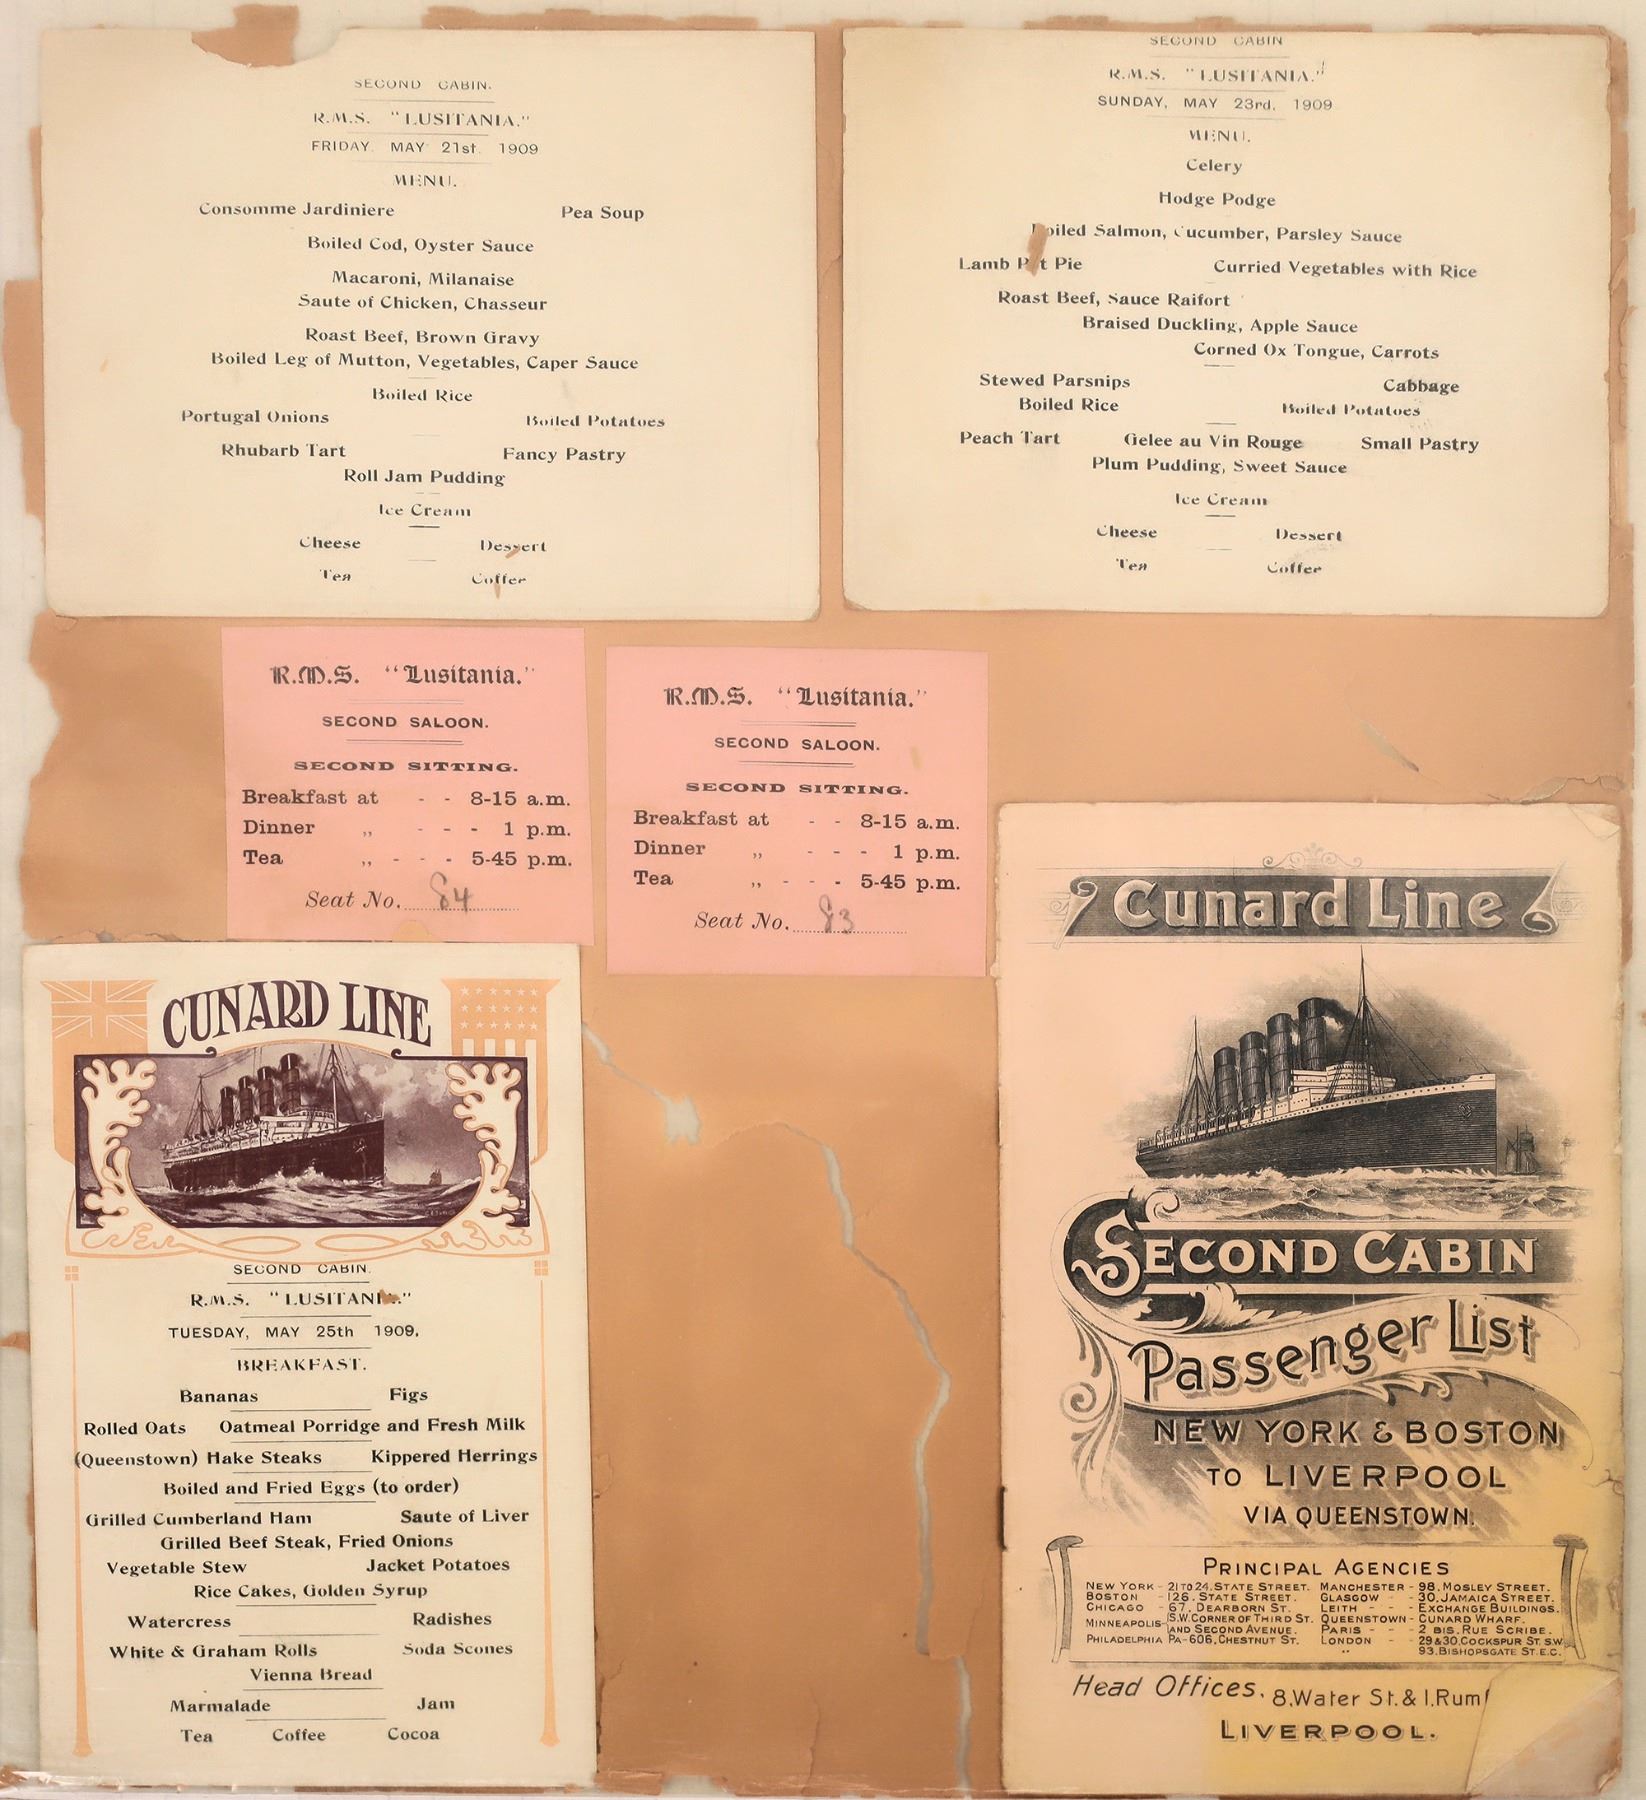 SECOND CABIN.
R.M.S. "LUSITANIA."
FRIDAY, MAY 21st, 1909
MENU.
Consomme Jardiniere Pea Soup
Boiled Cod, Oyster Sauce
Macaroni, Milanaise
Saute of Chicken, Chasseur
Roast Beef, Brown Gravy
Boiled Leg of Mutton, Vegetables, Caper Sauce
Boiled Rice
Portugal Onions Boiled Potatoes
Rhubarb Tart Fancy Pastry
Roll Jam Pudding
Ice Cream
Cheese Dessert
Tea Coffee
SECOND CABIN
R.M.S. "LUSITANIA."
SUNDAY, MAY 23rd, 1909
MENU.
Celery
Hodge Podge
Boiled Salmon, Cucumber, Parsley Sauce
Lamb Pot Pie Curried Vegetables with Rice
Roast Beef, Sauce Raifort
Braised Duckling, Apple Sauce
Corned Ox Tongue, Carrots
Stewed Parsnips Cabbage
Boiled Rice Boiled Potatoes
Peach Tart Gelee au Vin Rouge Small Pastry
Plum Pudding, Sweet Sauce
Ice Cream
Cheese Dessert
Tea Coffee
R.M.S. "Lusitania."
SECOND SALOON.
SECOND SITTING.
Breakfast at - - 8-15 a.m.
Dinner ,, - - - 1 p.m.
Tea ,, - - - 5-45 p.m.
Seat No. 84
R.M.S. "Lusitania."
SECOND SALOON.
SECOND SITTING.
Breakfast at - - 8-15 a.m.
Dinner ,, - - - 1 p.m.
Tea ,, - - - 5-45 p.m.
Seat No. 83
CUNARD LINE
SECOND CABIN.
R.M.S. "LUSITANIA."
TUESDAY, MAY 25th 1909.
BREAKFAST.
Bananas Figs
Rolled Oats Oatmeal Porridge and Fresh Milk
(Queenstown) Hake Steaks Kippered Herrings
Boiled and Fried Eggs (to order)
Grilled Cumberland Ham Saute of Liver
Grilled Beef Steak, Fried Onions
Vegetable Stew Jacket Potatoes
Rice Cakes, Golden Syrup
Watercress Radishes
White & Graham Rolls Soda Scones
Vienna Bread
Marmalade Jam
Tea Coffee Cocoa
Cunard Line
SECOND CABIN
Passenger List
NEW YORK & BOSTON
TO LIVERPOOL
VIA QUEENSTOWN.
PRINCIPAL AGENCIES
NEW YORK - 21 TO 24, STATE STREET. MANCHESTER - 98, MOSLEY STREET.
BOSTON - 126, STATE STREET. GLASGOW - - 30, JAMAICA STREET.
CHICAGO - 67, DEARBORN ST. LEITH - - - EXCHANGE BUILDINGS.
MINNEAPOLIS S.W. CORNER OF THIRD ST. AND SECOND AVENUE. QUEENSTOWN - CUNARD WHARF.
PARIS - - - 2 BIS, RUE SCRIBE.
PHILADELPHIA PA - 606, CHESTNUT ST. LONDON - - 29 & 30, COCKSPUR ST. S.W.
" 93, BISHOPSGATE ST. E.C.
Head Offices, 8, Water St. & 1, Rum
LIVERPOOL.